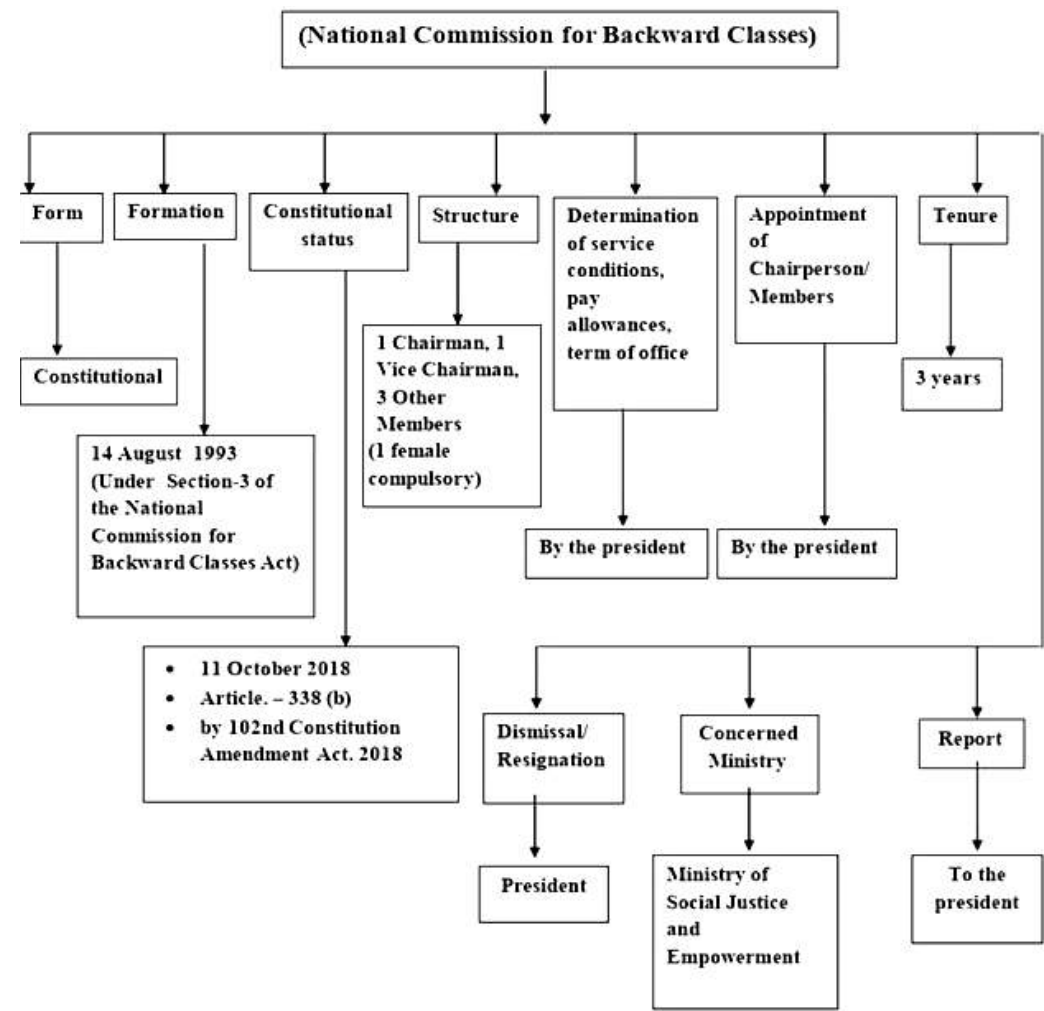 (National Commission for Backward Classes)
Form
Formation
Constitutional
status
Structure
Determination
of service
conditions,
pay
allowances,
term of office
Appointment
of
Chairperson/
Members
Tenure
Constitutional
14 August 1993
(Under Section-3 of
the National
Commission for
Backward Classes Act)
1 Chairman, 1
Vice Chairman,
3 Other
Members
(1 female
compulsory)
By the president
By the president
3 years
• 11 October 2018
• Article. – 338 (b)
• by 102nd Constitution
Amendment Act. 2018
Dismissal/
Resignation
Concerned
Ministry
Report
President
Ministry of
Social Justice
and
Empowerment
To the
president